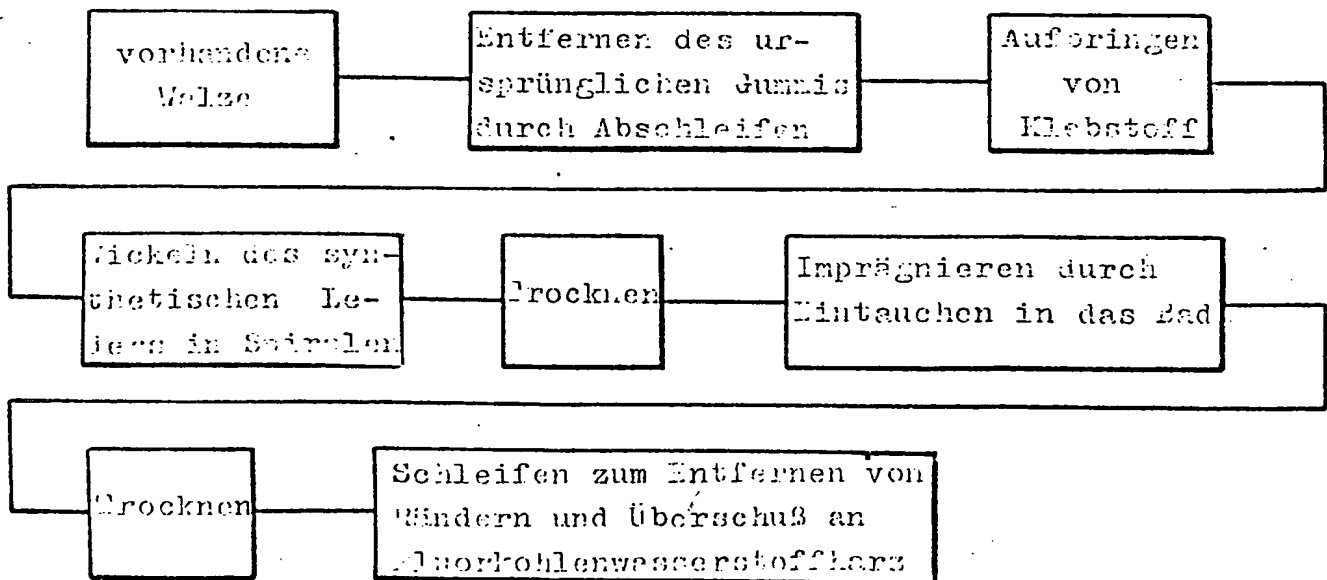 vorhandene
Walze
Entfernen des ur-
sprünglichen Gummis
durch Abschleifen
Aufbringen
von
Klebstoff
Wickeln des syn-
thetischen Le-
ders in Spiralen
Trocknen
Imprägnieren durch
Eintauchen in das Bad
Trocknen
Schleifen zum Entfernen von
Rändern und Überschuß an
Fluorkohlenwasserstoffharz